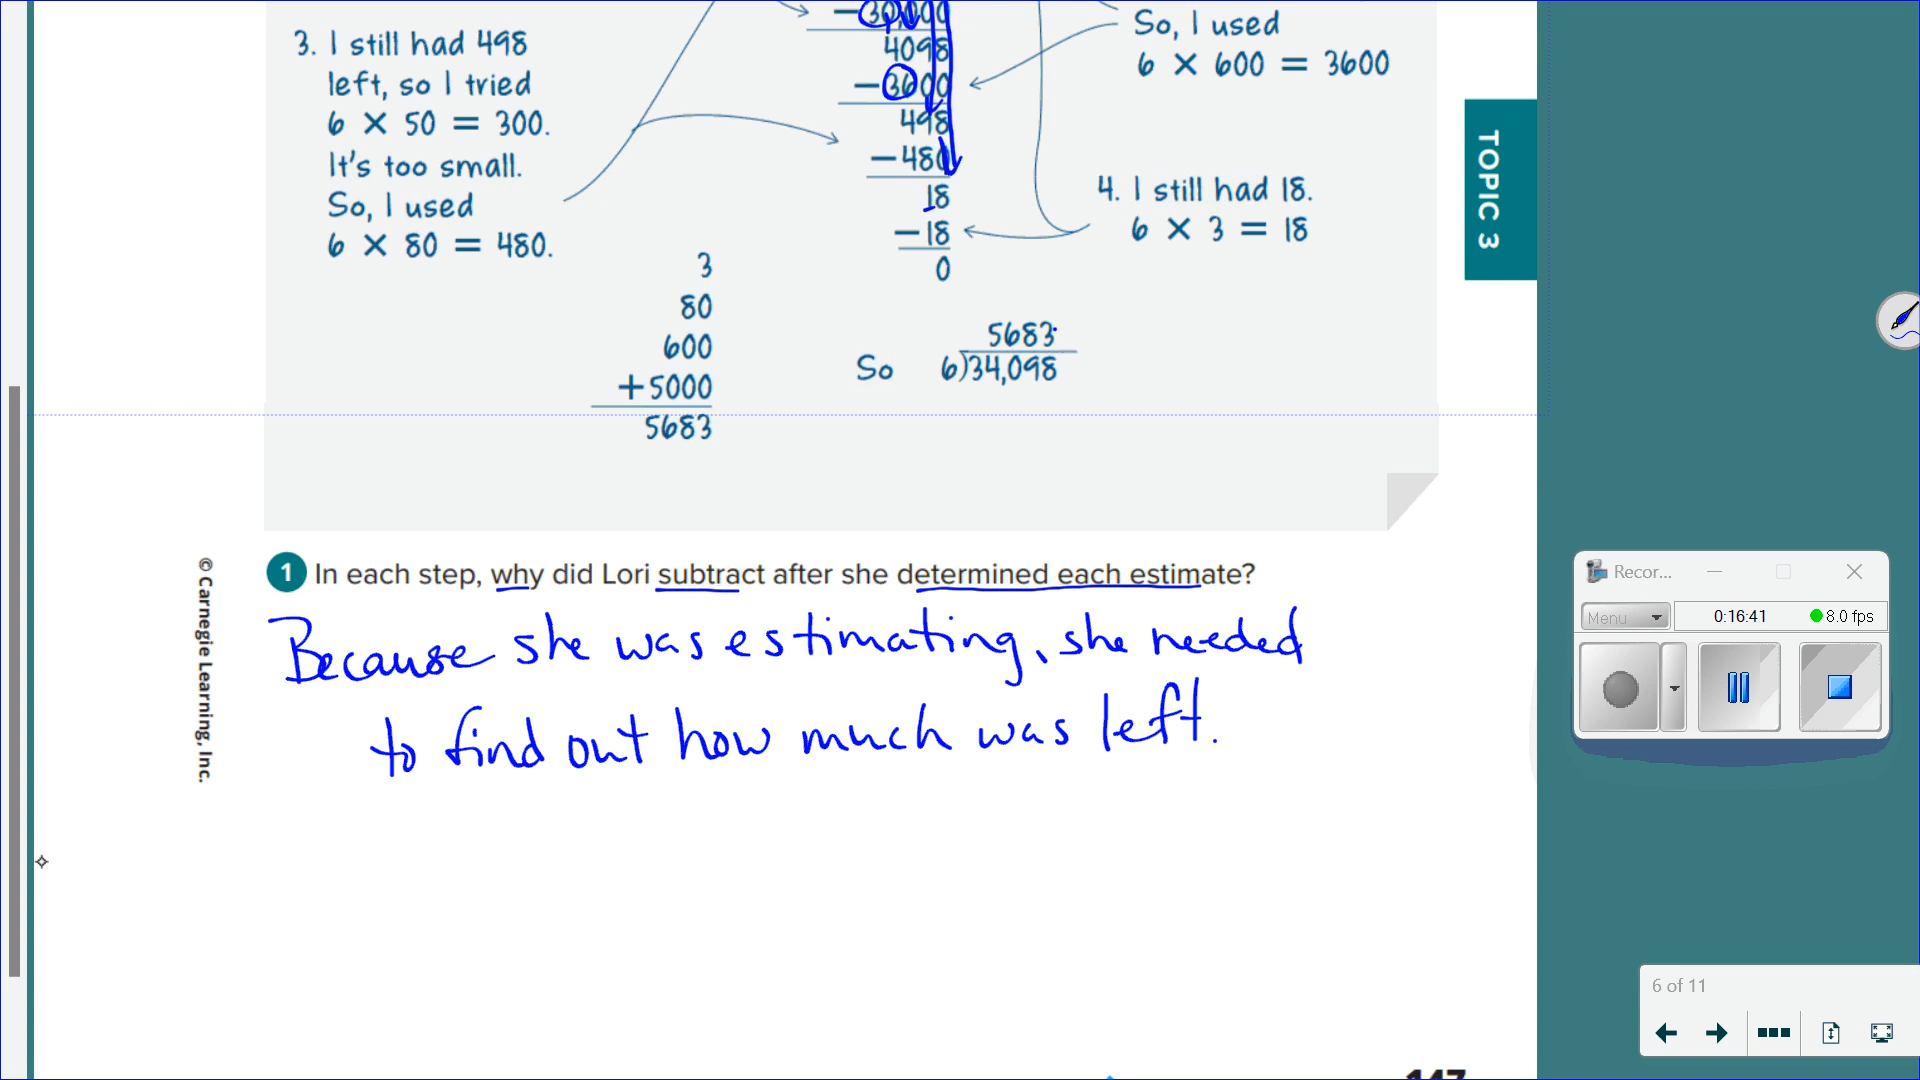 −30,000
4098
−3600
498
−480
18
−18
0
3. I still had 498
left, so I tried
6 × 50 = 300.
It's too small.
So, I used
6 × 80 = 480.
So, I used
6 × 600 = 3600
4. I still had 18.
6 × 3 = 18
3
80
600
+5000
5683
So
5683
6)34,098
TOPIC 3
© Carnegie Learning, Inc.
1 In each step, why did Lori subtract after she determined each estimate?
Because she was estimating, she needed
to find out how much was left.
Recor...
Menu
0:16:41
8.0 fps
6 of 11
147